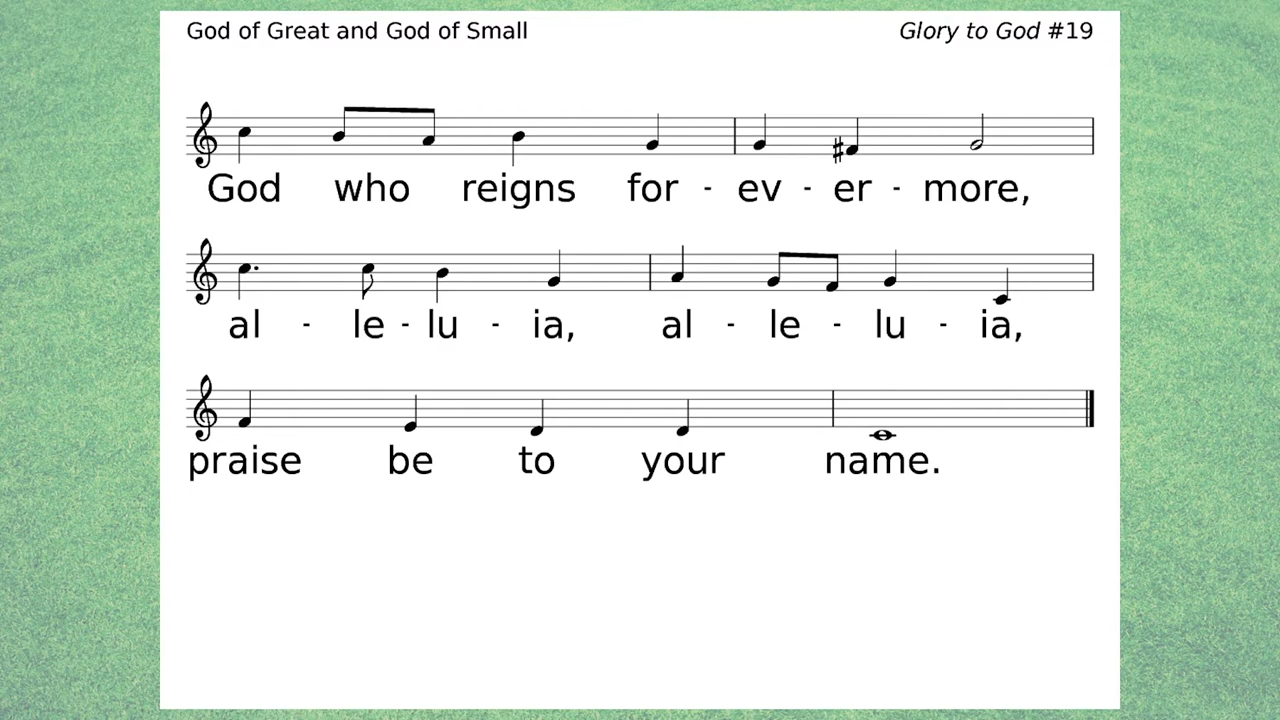 God of Great and God of Small Glory to God #19
God who reigns for - ev - er - more,
al - le - lu - ia, al - le - lu - ia,
praise be to your name.